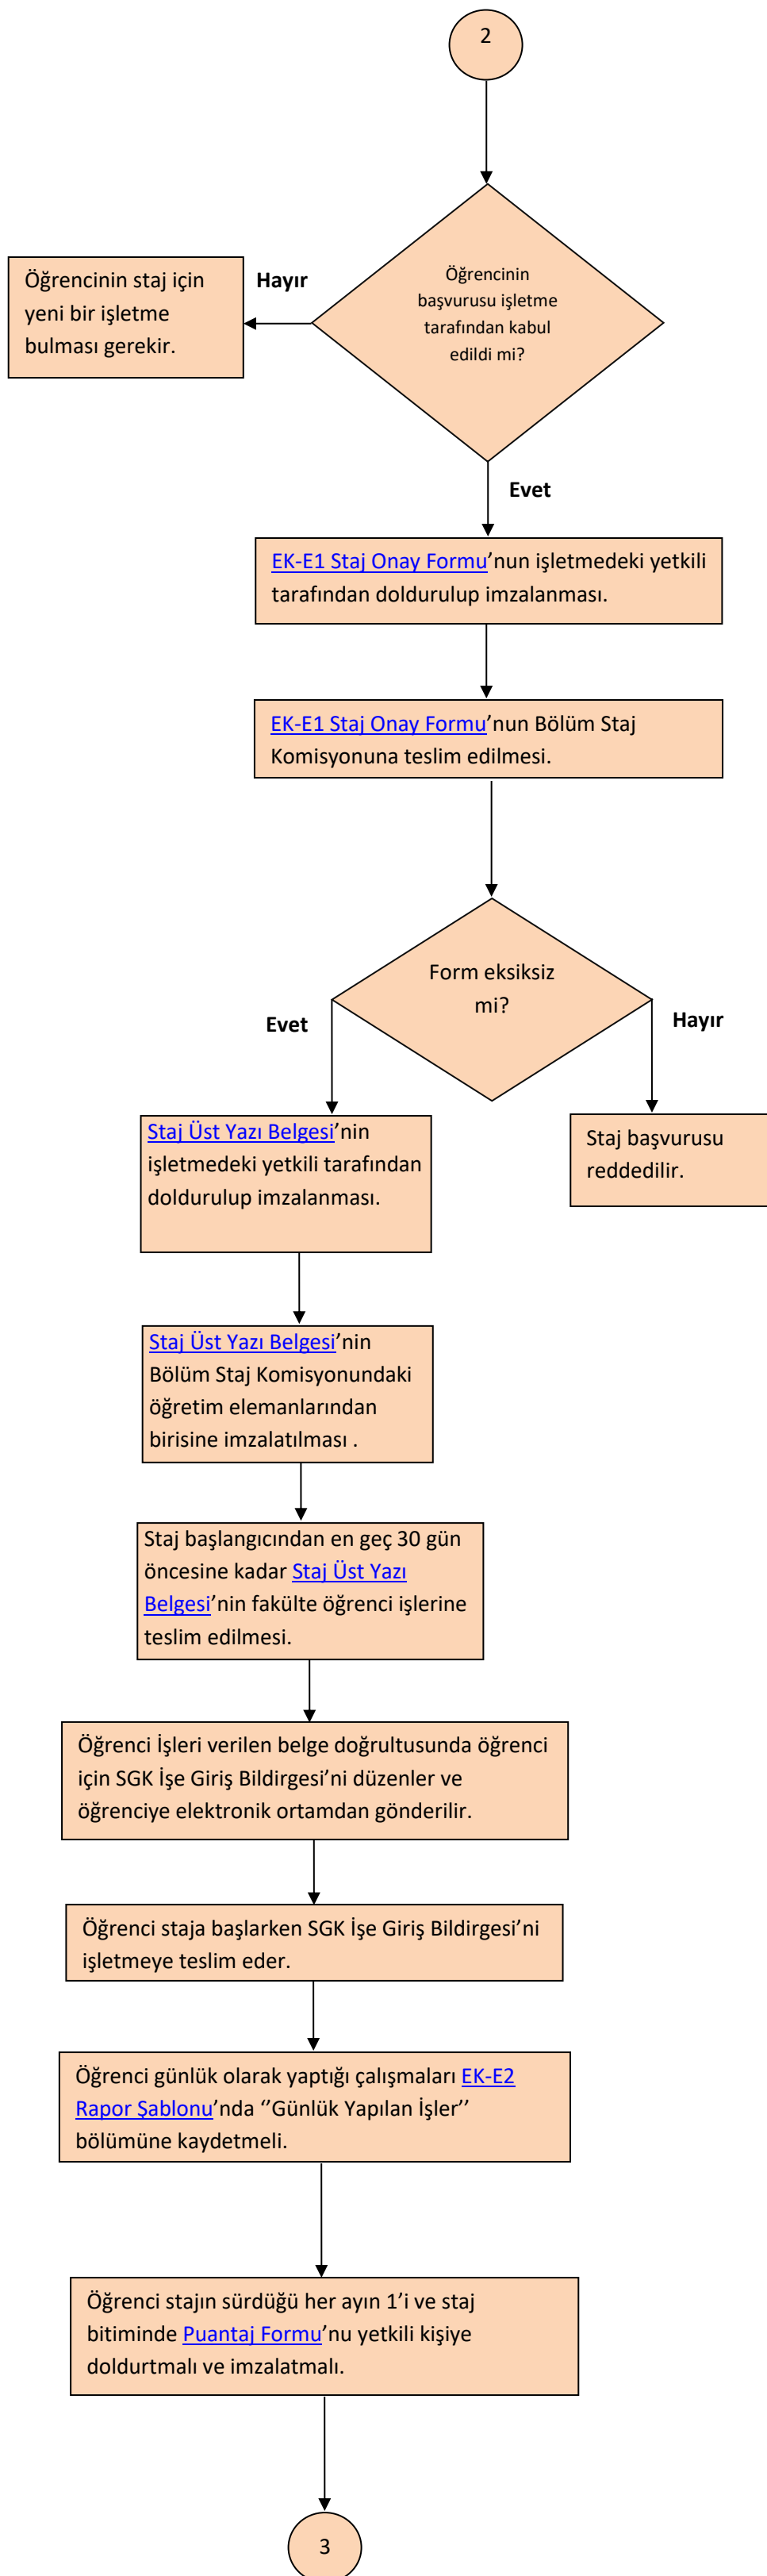 2
Öğrencinin
başvurusu işletme
tarafından kabul
edildi mi?
Hayır
Öğrencinin staj için
yeni bir işletme
bulması gerekir.
Evet
EK-E1 Staj Onay Formu’nun işletmedeki yetkili
tarafından doldurulup imzalanması.
EK-E1 Staj Onay Formu’nun Bölüm Staj
Komisyonuna teslim edilmesi.
Form eksiksiz
mi?
Evet
Hayır
Staj Üst Yazı Belgesi’nin
işletmedeki yetkili tarafından
doldurulup imzalanması.
Staj başvurusu
reddedilir.
Staj Üst Yazı Belgesi’nin
Bölüm Staj Komisyonundaki
öğretim elemanlarından
birisine imzalatılması .
Staj başlangıcından en geç 30 gün
öncesine kadar Staj Üst Yazı
Belgesi’nin fakülte öğrenci işlerine
teslim edilmesi.
Öğrenci İşleri verilen belge doğrultusunda öğrenci
için SGK İşe Giriş Bildirgesi’ni düzenler ve
öğrenciye elektronik ortamdan gönderilir.
Öğrenci staja başlarken SGK İşe Giriş Bildirgesi’ni
işletmeye teslim eder.
Öğrenci günlük olarak yaptığı çalışmaları EK-E2
Rapor Şablonu’nda ‘’Günlük Yapılan İşler’’
bölümüne kaydetmeli.
Öğrenci stajın sürdüğü her ayın 1’i ve staj
bitiminde Puantaj Formu’nu yetkili kişiye
doldurtmalı ve imzalatmalı.
3